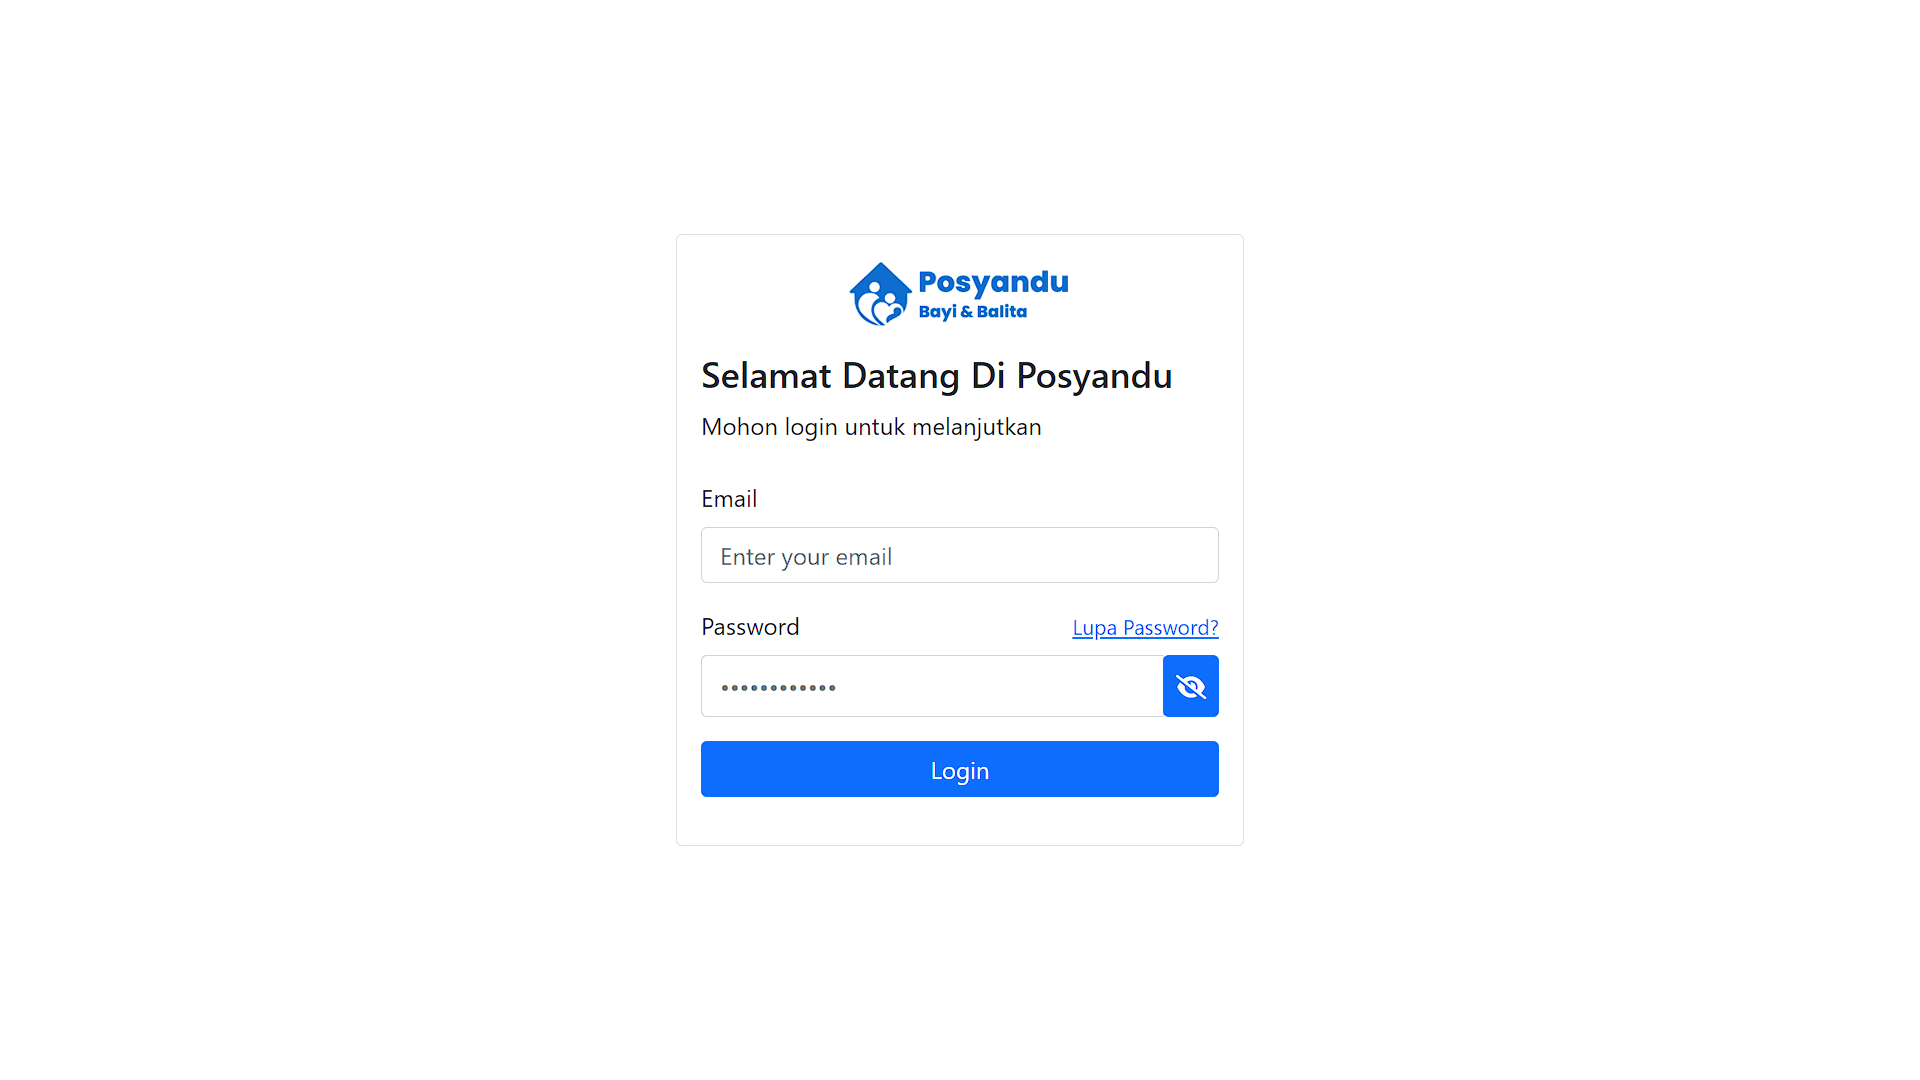 Posyandu
Bayi & Balita
Selamat Datang Di Posyandu
Mohon login untuk melanjutkan
Email
Enter your email
Password
Lupa Password?
••••••••••••
Login